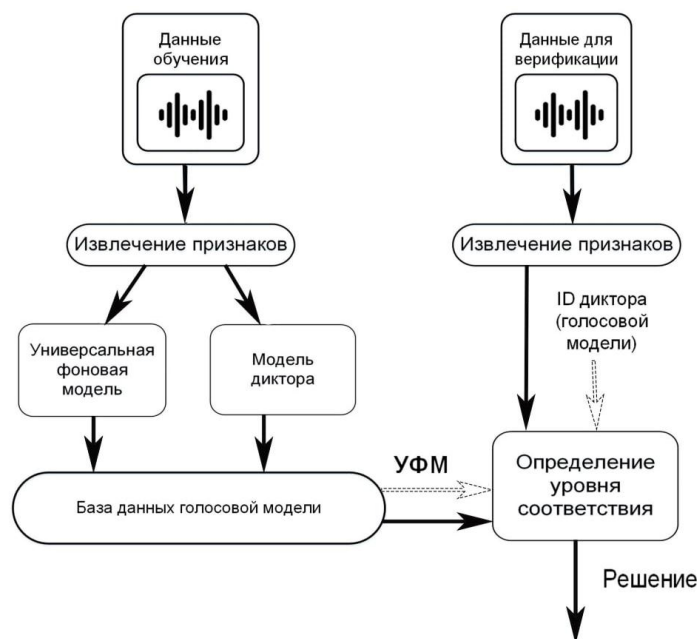 Данные
обучения
Данные для
верификации
Извлечение признаков
Извлечение признаков
ID диктора
(голосовой
модели)
Универсальная
фоновая
модель
Модель
диктора
УФМ
База данных голосовой модели
Определение
уровня
соответствия
Решение